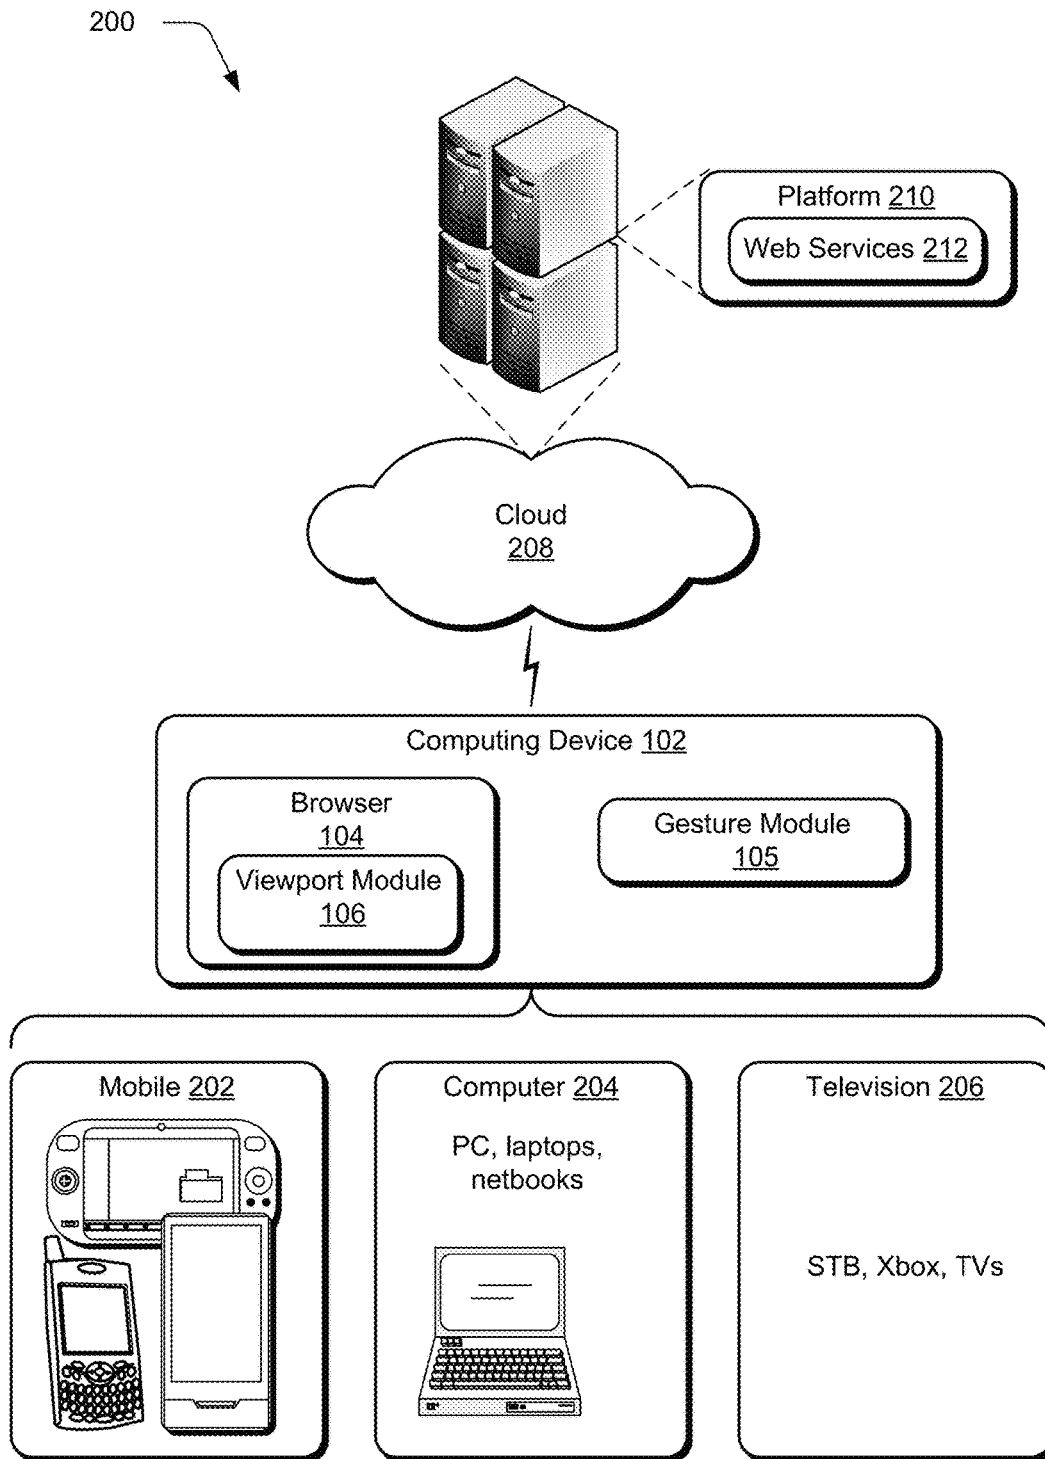 200
Platform 210
Web Services 212
Cloud
208
Computing Device 102
Browser
104
Gesture Module
105
Viewport Module
106
Mobile 202
Computer 204
PC, laptops,
netbooks
Television 206
STB, Xbox, TVs